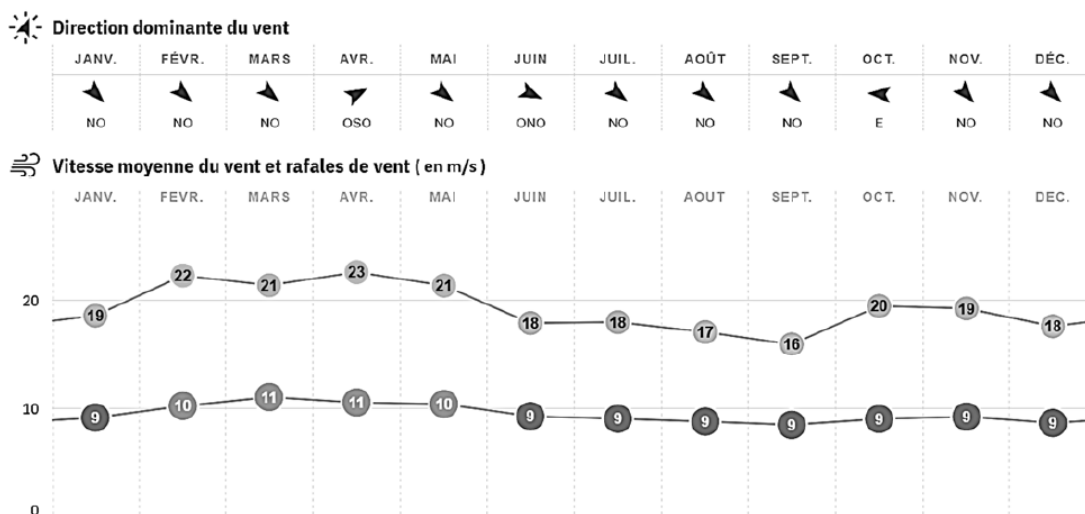 Direction dominante du vent
JANV. FÉVR. MARS AVR. MAI JUIN JUIL. AOÛT SEPT. OCT. NOV. DÉC.
NO NO NO OSO NO ONO NO NO NO E NO NO
Vitesse moyenne du vent et rafales de vent ( en m/s )
JANV. FEVR. MARS AVR. MAI JUIN JUIL. AOUT SEPT. OCT. NOV. DEC.
22 21 23 21
20
19 18 18 17 16 20 19 18
10
9 10 11 11 10 9 9 9 9 9 9 9
0